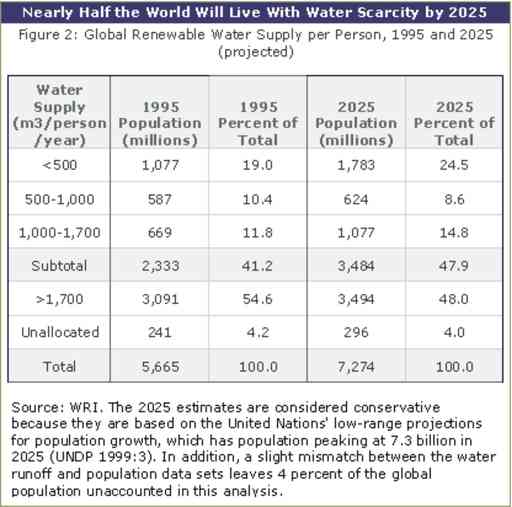 Nearly Half the World Will Live With Water Scarcity by 2025
Figure 2: Global Renewable Water Supply per Person, 1995 and 2025
(projected)
Water Supply (m3/person/year) 1995 Population (millions) 1995 Percent of Total 2025 Population (millions) 2025 Percent of Total
<500 1,077 19.0 1,783 24.5
500-1,000 587 10.4 624 8.6
1,000-1,700 669 11.8 1,077 14.8
Subtotal 2,333 41.2 3,484 47.9
>1,700 3,091 54.6 3,494 48.0
Unallocated 241 4.2 296 4.0
Total 5,665 100.0 7,274 100.0
Source: WRI. The 2025 estimates are considered conservative
because they are based on the United Nations' low-range projections
for population growth, which has population peaking at 7.3 billion in
2025 (UNDP 1999:3). In addition, a slight mismatch between the water
runoff and population data sets leaves 4 percent of the global
population unaccounted in this analysis.